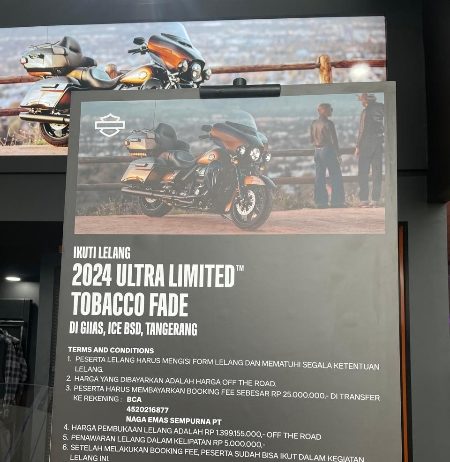 IKUTI LELANG
2024 ULTRA LIMITED™
TOBACCO FADE
DI GIIAS, ICE BSD, TANGERANG
TERMS AND CONDITIONS
1. PESERTA LELANG HARUS MENGISI FORM LELANG DAN MEMATUHI SEGALA KETENTUAN
LELANG.
2. HARGA YANG DIBAYARKAN ADALAH HARGA OFF THE ROAD.
3. PESERTA HARUS MEMBAYARKAN BOOKING FEE SEBESAR RP 25.000.000,- DI TRANSFER
KE REKENING : BCA
4520216877
NAGA EMAS SEMPURNA PT
4. HARGA PEMBUKAAN LELANG ADALAH RP 1.399.155.000,- OFF THE ROAD
5. PENAWARAN LELANG DALAM KELIPATAN RP 5.000.000,-
6. SETELAH MELAKUKAN BOOKING FEE, PESERTA SUDAH BISA IKUT DALAM KEGIATAN
LELANG INI.